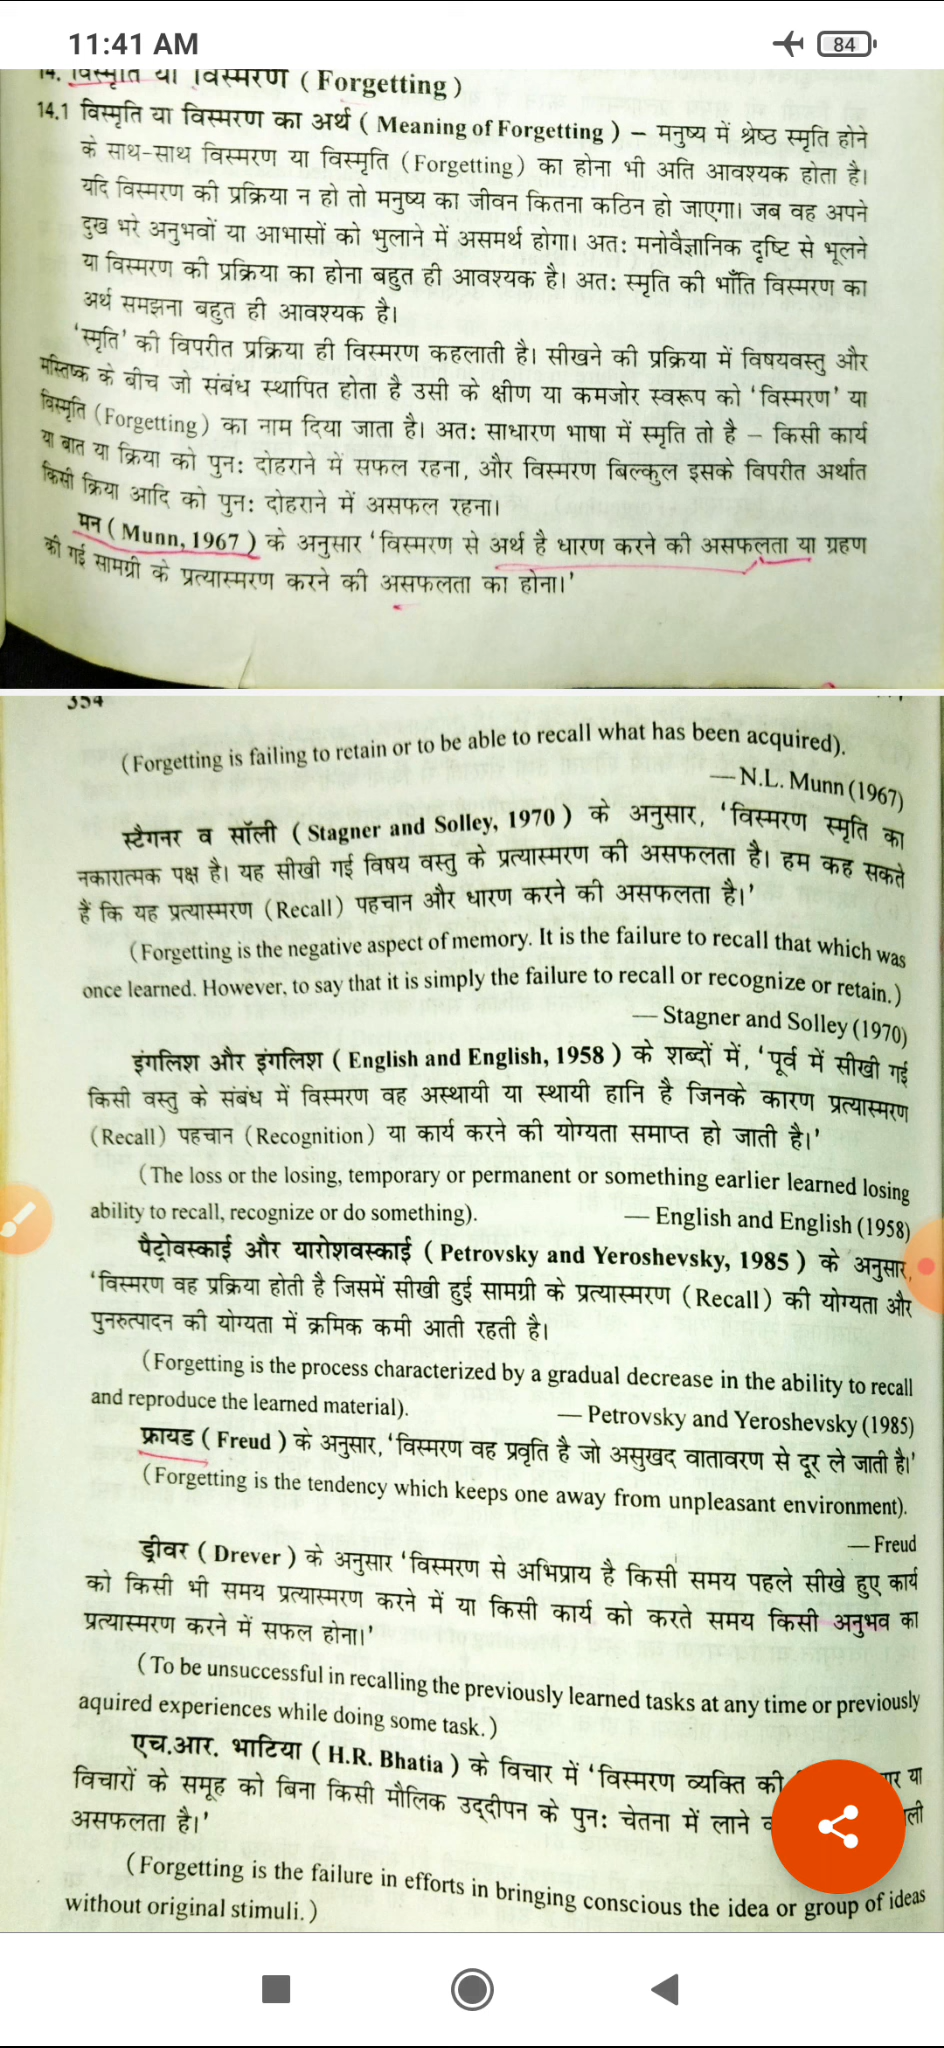 11:41 AM
84
14. विस्मृति या विस्मरण ( Forgetting )
14.1 विस्मृति या विस्मरण का अर्थ ( Meaning of Forgetting ) – मनुष्य में श्रेष्ठ स्मृति होने
के साथ-साथ विस्मरण या विस्मृति (Forgetting) का होना भी अति आवश्यक होता है।
यदि विस्मरण की प्रक्रिया न हो तो मनुष्य का जीवन कितना कठिन हो जाएगा। जब वह अपने
दुख भरे अनुभवों या आभासों को भुलाने में असमर्थ होगा। अतः मनोवैज्ञानिक दृष्टि से भूलने
या विस्मरण की प्रक्रिया का होना बहुत ही आवश्यक है। अतः स्मृति की भाँति विस्मरण का
अर्थ समझना बहुत ही आवश्यक है।
'स्मृति' की विपरीत प्रक्रिया ही विस्मरण कहलाती है। सीखने की प्रक्रिया में विषयवस्तु और
मस्तिष्क के बीच जो संबंध स्थापित होता है उसी के क्षीण या कमजोर स्वरूप को 'विस्मरण' या
विस्मृति (Forgetting) का नाम दिया जाता है। अतः साधारण भाषा में स्मृति तो है – किसी कार्य
या बात या क्रिया को पुनः दोहराने में सफल रहना, और विस्मरण बिल्कुल इसके विपरीत अर्थात
किसी क्रिया आदि को पुनः दोहराने में असफल रहना।
मन ( Munn, 1967 ) के अनुसार 'विस्मरण से अर्थ है धारण करने की असफलता या ग्रहण
की गई सामग्री के प्रत्यास्मरण करने की असफलता का होना।'
354
(Forgetting is failing to retain or to be able to recall what has been acquired).
— N.L. Munn (1967)
स्टैगनर व सॉली ( Stagner and Solley, 1970 ) के अनुसार, 'विस्मरण स्मृति का
नकारात्मक पक्ष है। यह सीखी गई विषय वस्तु के प्रत्यास्मरण की असफलता है। हम कह सकते
हैं कि यह प्रत्यास्मरण (Recall) पहचान और धारण करने की असफलता है।'
(Forgetting is the negative aspect of memory. It is the failure to recall that which was
once learned. However, to say that it is simply the failure to recall or recognize or retain.)
— Stagner and Solley (1970)
इंगलिश और इंगलिश ( English and English, 1958 ) के शब्दों में, 'पूर्व में सीखी गई
किसी वस्तु के संबंध में विस्मरण वह अस्थायी या स्थायी हानि है जिनके कारण प्रत्यास्मरण
(Recall) पहचान (Recognition) या कार्य करने की योग्यता समाप्त हो जाती है।'
(The loss or the losing, temporary or permanent or something earlier learned losing
ability to recall, recognize or do something).
— English and English (1958)
पैट्रोवस्काई और यारोशवस्काई ( Petrovsky and Yeroshevsky, 1985 ) के अनुसार,
'विस्मरण वह प्रक्रिया होती है जिसमें सीखी हुई सामग्री के प्रत्यास्मरण (Recall) की योग्यता और
पुनरुत्पादन की योग्यता में क्रमिक कमी आती रहती है।
(Forgetting is the process characterized by a gradual decrease in the ability to recall
and reproduce the learned material).
— Petrovsky and Yeroshevsky (1985)
फ्रायड ( Freud ) के अनुसार, 'विस्मरण वह प्रवृति है जो असुखद वातावरण से दूर ले जाती है।'
(Forgetting is the tendency which keeps one away from unpleasant environment).
— Freud
ड्रीवर ( Drever ) के अनुसार 'विस्मरण से अभिप्राय है किसी समय पहले सीखे हुए कार्य
को किसी भी समय प्रत्यास्मरण करने में या किसी कार्य को करते समय किसी अनुभव का
प्रत्यास्मरण करने में सफल होना।'
(To be unsuccessful in recalling the previously learned tasks at any time or previously
aquired experiences while doing some task.)
एच.आर. भाटिया ( H.R. Bhatia ) के विचार में 'विस्मरण व्यक्ति की या
विचारों के समूह को बिना किसी मौलिक उद्दीपन के पुनः चेतना में लाने
असफलता है।'
(Forgetting is the failure in efforts in bringing conscious the idea or group of ideas
without original stimuli.)